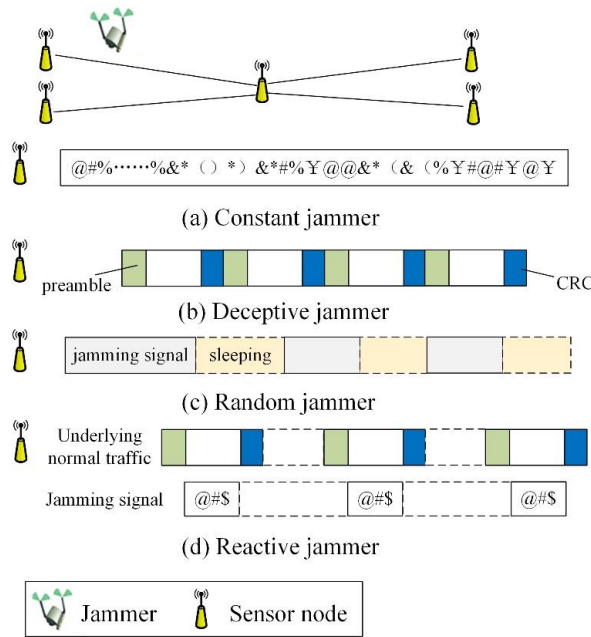 @#%……%&*（）*）&*#%￥@@&*（&（%￥#@#￥@￥
(a) Constant jammer
preamble
CRC
(b) Deceptive jammer
jamming signal sleeping
(c) Random jammer
Underlying
normal traffic
Jamming signal @#$ @#$ @#$
(d) Reactive jammer
Jammer Sensor node